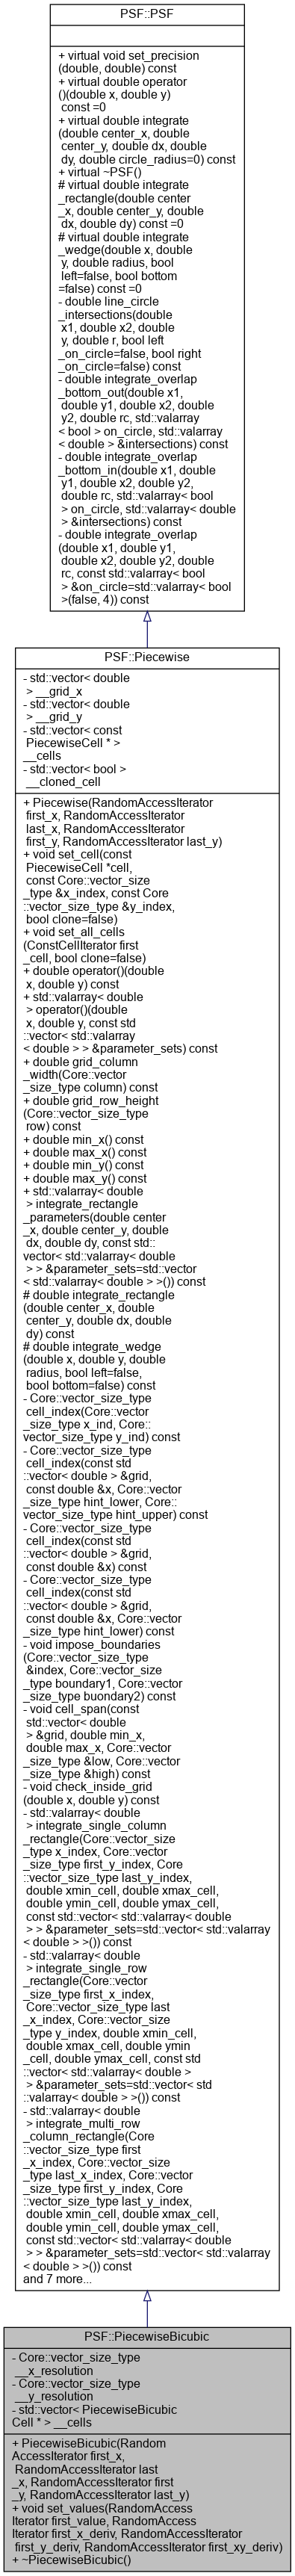 PSF::PSF
+ virtual void set_precision
(double, double) const
+ virtual double operator
()(double x, double y)
const =0
+ virtual double integrate
(double center_x, double
center_y, double dx, double
dy, double circle_radius=0) const
+ virtual ~PSF()
# virtual double integrate
_rectangle(double center
_x, double center_y, double
dx, double dy) const =0
# virtual double integrate
_wedge(double x, double
y, double radius, bool
left=false, bool bottom
=false) const =0
- double line_circle
_intersections(double
x1, double x2, double
y, double r, bool left
_on_circle=false, bool right
_on_circle=false) const
- double integrate_overlap
_bottom_out(double x1,
double y1, double x2, double
y2, double rc, std::valarray
< bool > on_circle, std::valarray
< double > &intersections) const
- double integrate_overlap
_bottom_in(double x1, double
y1, double x2, double y2,
double rc, std::valarray< bool
> on_circle, std::valarray< double
> &intersections) const
- double integrate_overlap
(double x1, double y1,
double x2, double y2, double
rc, const std::valarray< bool
> &on_circle=std::valarray< bool
>(false, 4)) const
PSF::Piecewise
- std::vector< double
> __grid_x
- std::vector< double
> __grid_y
- std::vector< const
PiecewiseCell * >
__cells
- std::vector< bool >
__cloned_cell
+ Piecewise(RandomAccessIterator
first_x, RandomAccessIterator
last_x, RandomAccessIterator
first_y, RandomAccessIterator last_y)
+ void set_cell(const
PiecewiseCell *cell,
const Core::vector_size
_type &x_index, const Core
::vector_size_type &y_index,
bool clone=false)
+ void set_all_cells
(ConstCellIterator first
_cell, bool clone=false)
+ double operator()(double
x, double y) const
+ std::valarray< double
> operator()(double
x, double y, const std
::vector< std::valarray
< double > > &parameter_sets) const
+ double grid_column
_width(Core::vector
_size_type column) const
+ double grid_row_height
(Core::vector_size_type
row) const
+ double min_x() const
+ double max_x() const
+ double min_y() const
+ double max_y() const
+ std::valarray< double
> integrate_rectangle
_parameters(double center
_x, double center_y, double
dx, double dy, const std::
vector< std::valarray< double
> > &parameter_sets=std::vector
< std::valarray< double > >()) const
# double integrate_rectangle
(double center_x, double
center_y, double dx, double
dy) const
# double integrate_wedge
(double x, double y, double
radius, bool left=false,
bool bottom=false) const
- Core::vector_size_type
cell_index(Core::vector
_size_type x_ind, Core::
vector_size_type y_ind) const
- Core::vector_size_type
cell_index(const std
::vector< double > &grid,
const double &x, Core::vector
_size_type hint_lower, Core::
vector_size_type hint_upper) const
- Core::vector_size_type
cell_index(const std
::vector< double > &grid,
const double &x) const
- Core::vector_size_type
cell_index(const std
::vector< double > &grid,
const double &x, Core::vector
_size_type hint_lower) const
- void impose_boundaries
(Core::vector_size_type
&index, Core::vector_size
_type boundary1, Core::vector
_size_type buondary2) const
- void cell_span(const
std::vector< double
> &grid, double min_x,
double max_x, Core::vector
_size_type &low, Core::vector
_size_type &high) const
- void check_inside_grid
(double x, double y) const
- std::valarray< double
> integrate_single_column
_rectangle(Core::vector_size
_type x_index, Core::vector
_size_type first_y_index, Core
::vector_size_type last_y_index,
double xmin_cell, double xmax_cell,
double ymin_cell, double ymax_cell,
const std::vector< std::valarray< double
> > &parameter_sets=std::vector< std::valarray
< double > >()) const
- std::valarray< double
> integrate_single_row
_rectangle(Core::vector
_size_type first_x_index,
Core::vector_size_type last
_x_index, Core::vector_size
_type y_index, double xmin_cell,
double xmax_cell, double ymin
_cell, double ymax_cell, const std
::vector< std::valarray< double >
> &parameter_sets=std::vector< std
::valarray< double > >()) const
- std::valarray< double
> integrate_multi_row
_column_rectangle(Core
::vector_size_type first
_x_index, Core::vector_size
_type last_x_index, Core::vector
_size_type first_y_index, Core
::vector_size_type last_y_index,
double xmin_cell, double xmax_cell,
double ymin_cell, double ymax_cell,
const std::vector< std::valarray< double
> > &parameter_sets=std::vector< std::valarray
< double > >()) const
and 7 more...
PSF::PiecewiseBicubic
- Core::vector_size_type
__x_resolution
- Core::vector_size_type
__y_resolution
- std::vector< PiecewiseBicubic
Cell * > __cells
+ PiecewiseBicubic(Random
AccessIterator first_x,
RandomAccessIterator last
_x, RandomAccessIterator first
_y, RandomAccessIterator last_y)
+ void set_values(RandomAccess
Iterator first_value, RandomAccess
Iterator first_x_deriv, RandomAccessIterator
first_y_deriv, RandomAccessIterator first_xy_deriv)
+ ~PiecewiseBicubic()